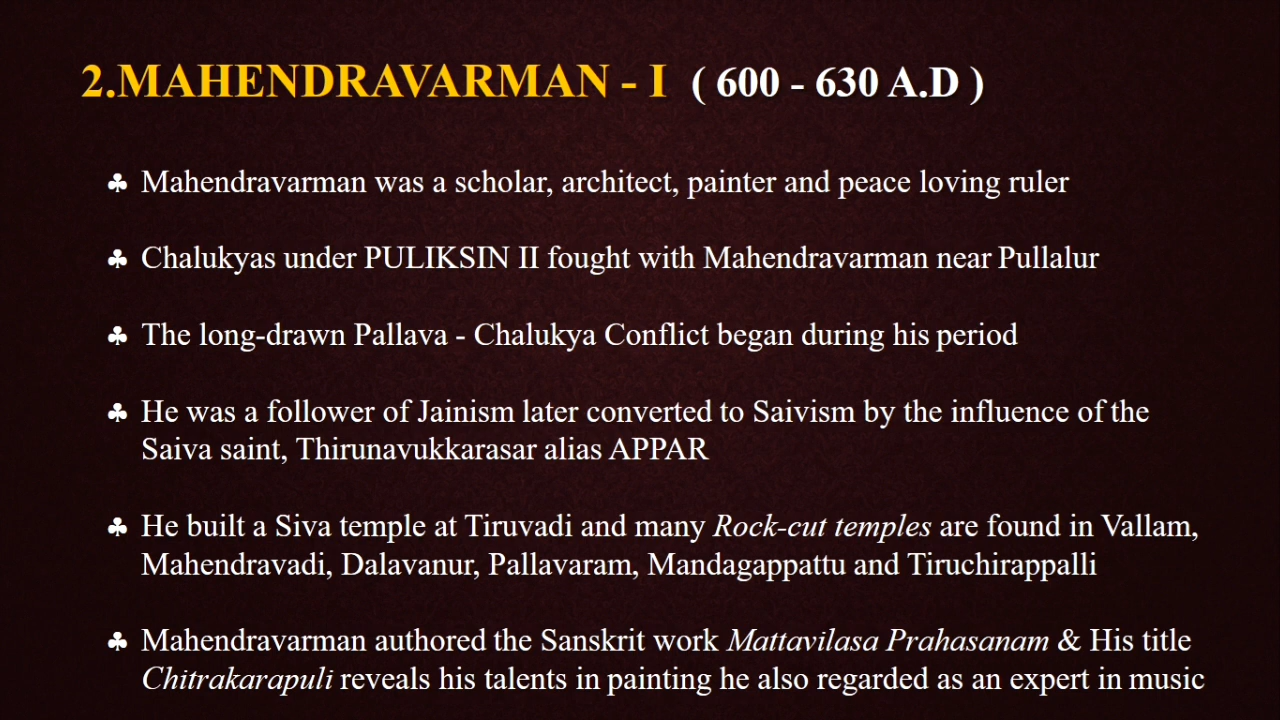 2.MAHENDRAVARMAN - I ( 600 - 630 A.D )
♣ Mahendravarman was a scholar, architect, painter and peace loving ruler
♣ Chalukyas under PULIKSIN II fought with Mahendravarman near Pullalur
♣ The long-drawn Pallava - Chalukya Conflict began during his period
♣ He was a follower of Jainism later converted to Saivism by the influence of the
Saiva saint, Thirunavukkarasar alias APPAR
♣ He built a Siva temple at Tiruvadi and many Rock-cut temples are found in Vallam,
Mahendravadi, Dalavanur, Pallavaram, Mandagappattu and Tiruchirappalli
♣ Mahendravarman authored the Sanskrit work Mattavilasa Prahasanam & His title
Chitrakarapuli reveals his talents in painting he also regarded as an expert in music